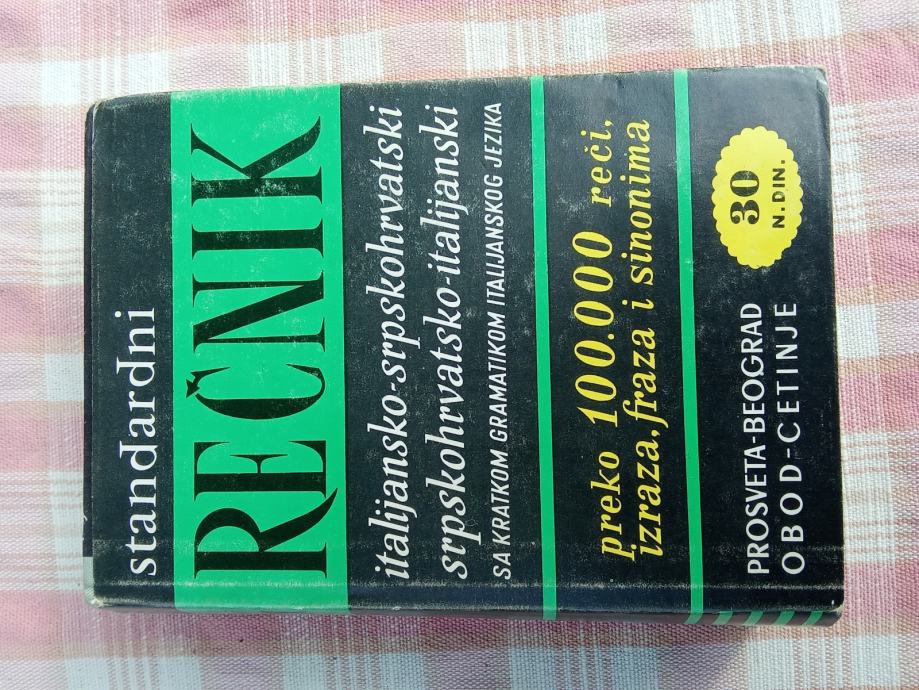 standardni
REČNIK
italijansko-srpskohrvatski
srpskohrvatsko-italijanski
SA KRATKOM GRAMATIKOM ITALIJANSKOG JEZIKA
preko 100.000 reči,
izraza, fraza i sinonima
30
N. DIN.
PROSVETA-BEOGRAD
OBOD-CETINJE